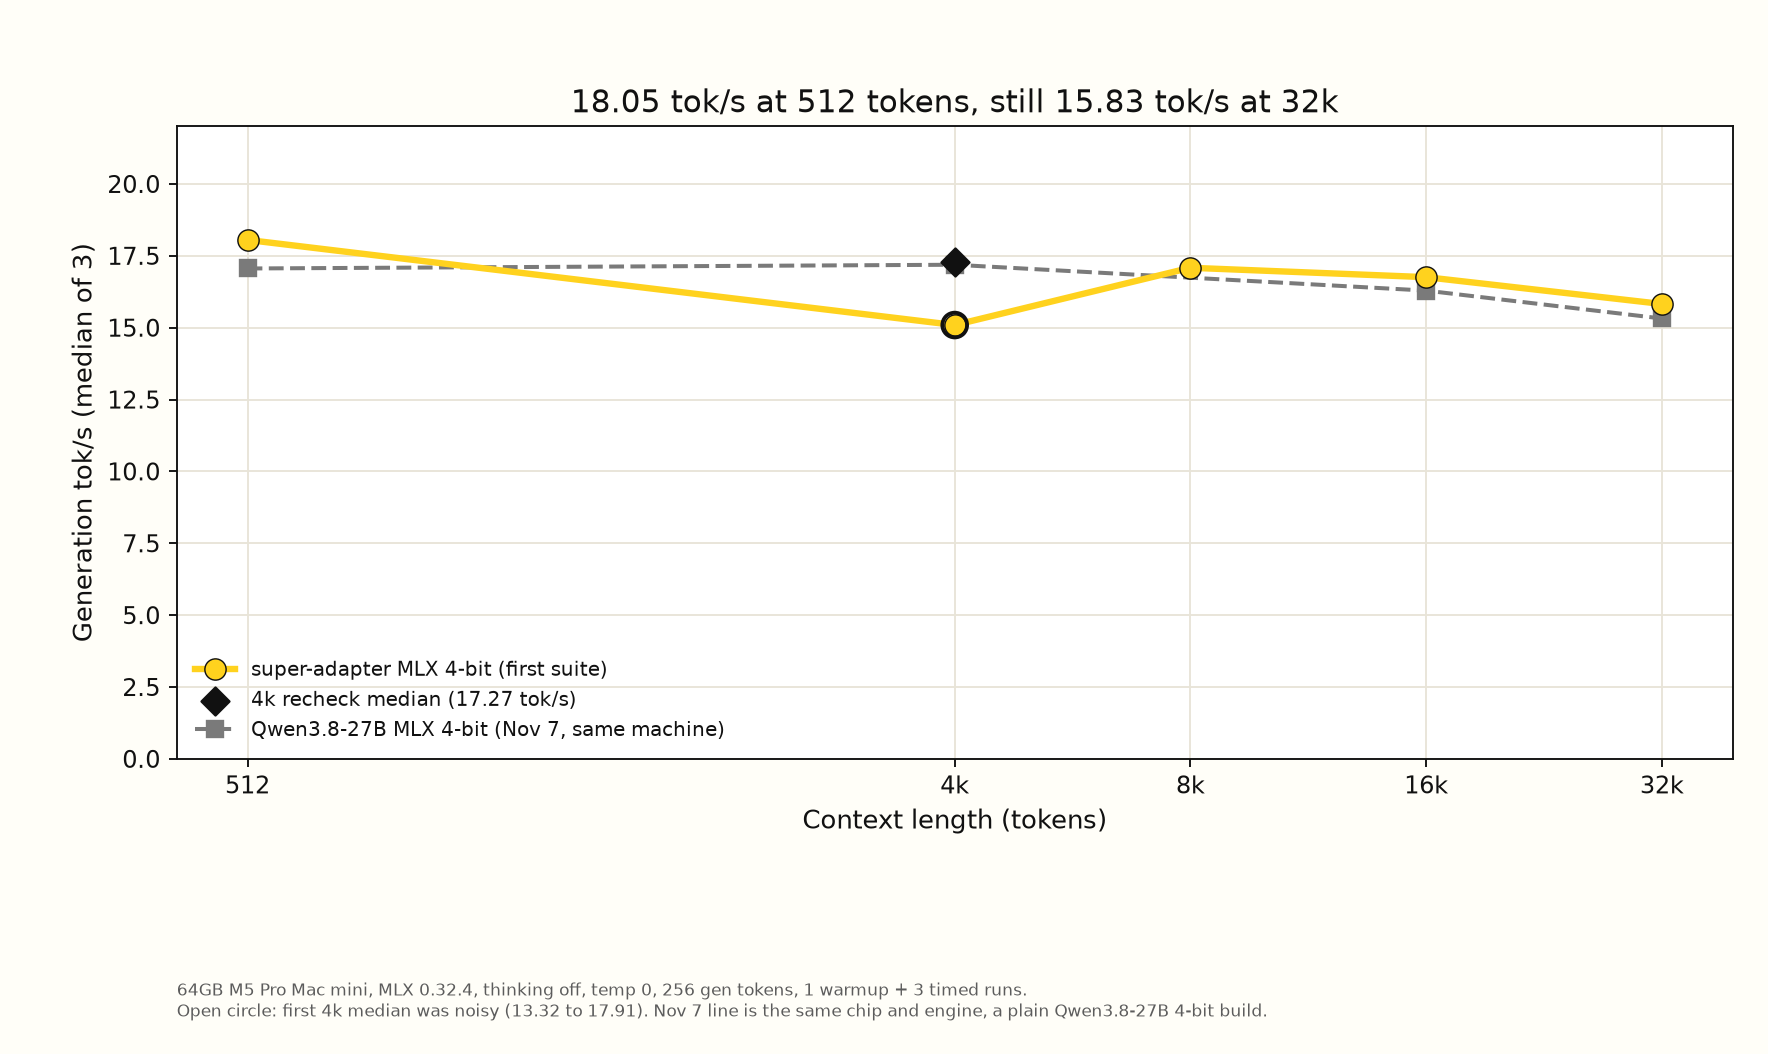 18.05 tok/s at 512 tokens, still 15.83 tok/s at 32k
Generation tok/s (median of 3)
20.0
17.5
15.0
12.5
10.0
7.5
5.0
2.5
0.0
super-adapter MLX 4-bit (first suite)
4k recheck median (17.27 tok/s)
Qwen3.8-27B MLX 4-bit (Nov 7, same machine)
512 4k 8k 16k 32k
Context length (tokens)
64GB M5 Pro Mac mini, MLX 0.32.4, thinking off, temp 0, 256 gen tokens, 1 warmup + 3 timed runs.
Open circle: first 4k median was noisy (13.32 to 17.91). Nov 7 line is the same chip and engine, a plain Qwen3.8-27B 4-bit build.